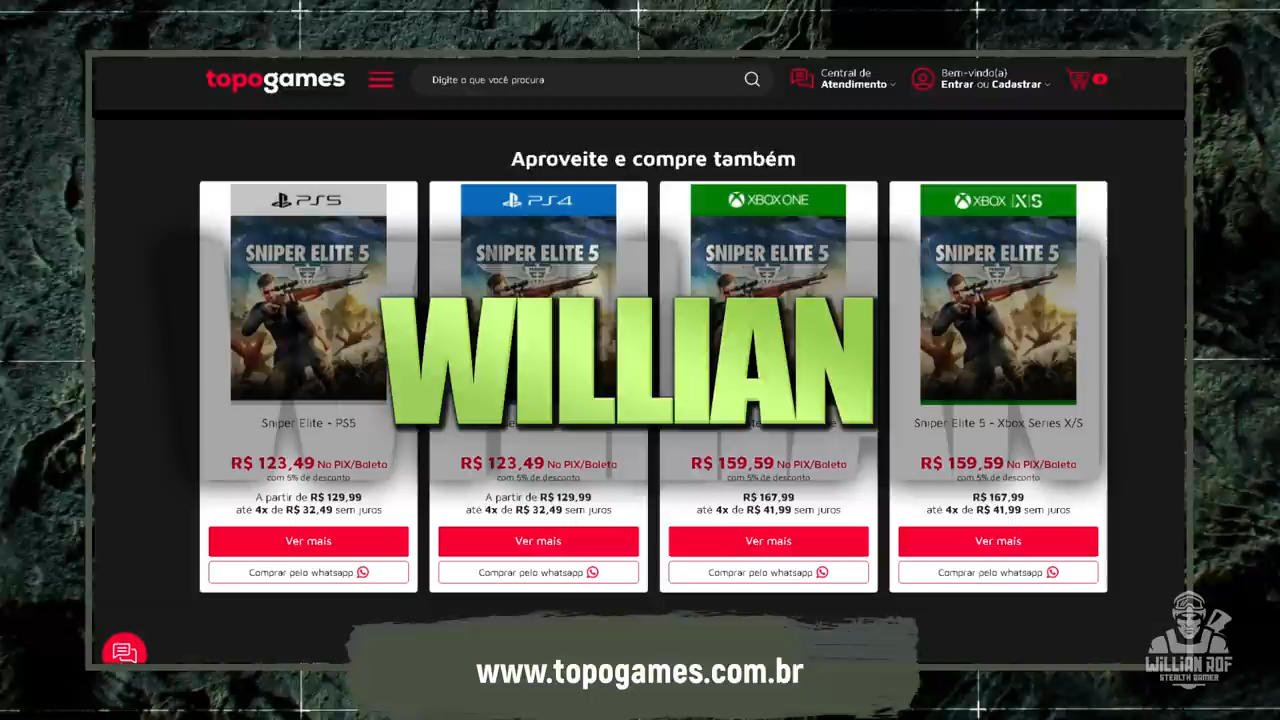 topogames
Digite o que você procura
Central de
Atendimento
Bem-vindo(a)
Entrar ou Cadastrar
0
Aproveite e compre também
PS5
SNIPER ELITE 5
Sniper Elite - PS5
R$ 123,49 No PIX/Boleto
com 5% de desconto
A partir de R$ 129,99
até 4x de R$ 32,49 sem juros
Ver mais
Comprar pelo whatsapp
PS4
SNIPER ELITE 5
R$ 123,49 No PIX/Boleto
com 5% de desconto
A partir de R$ 129,99
até 4x de R$ 32,49 sem juros
Ver mais
Comprar pelo whatsapp
XBOX ONE
SNIPER ELITE 5
R$ 159,59 No PIX/Boleto
com 5% de desconto
R$ 167,99
até 4x de R$ 41,99 sem juros
Ver mais
Comprar pelo whatsapp
XBOX X|S
SNIPER ELITE 5
Sniper Elite 5 - Xbox Series X/S
R$ 159,59 No PIX/Boleto
com 5% de desconto
R$ 167,99
até 4x de R$ 41,99 sem juros
Ver mais
Comprar pelo whatsapp
WILLIAN
www.topogames.com.br
WILLIAN ROF
STEALTH GAMER